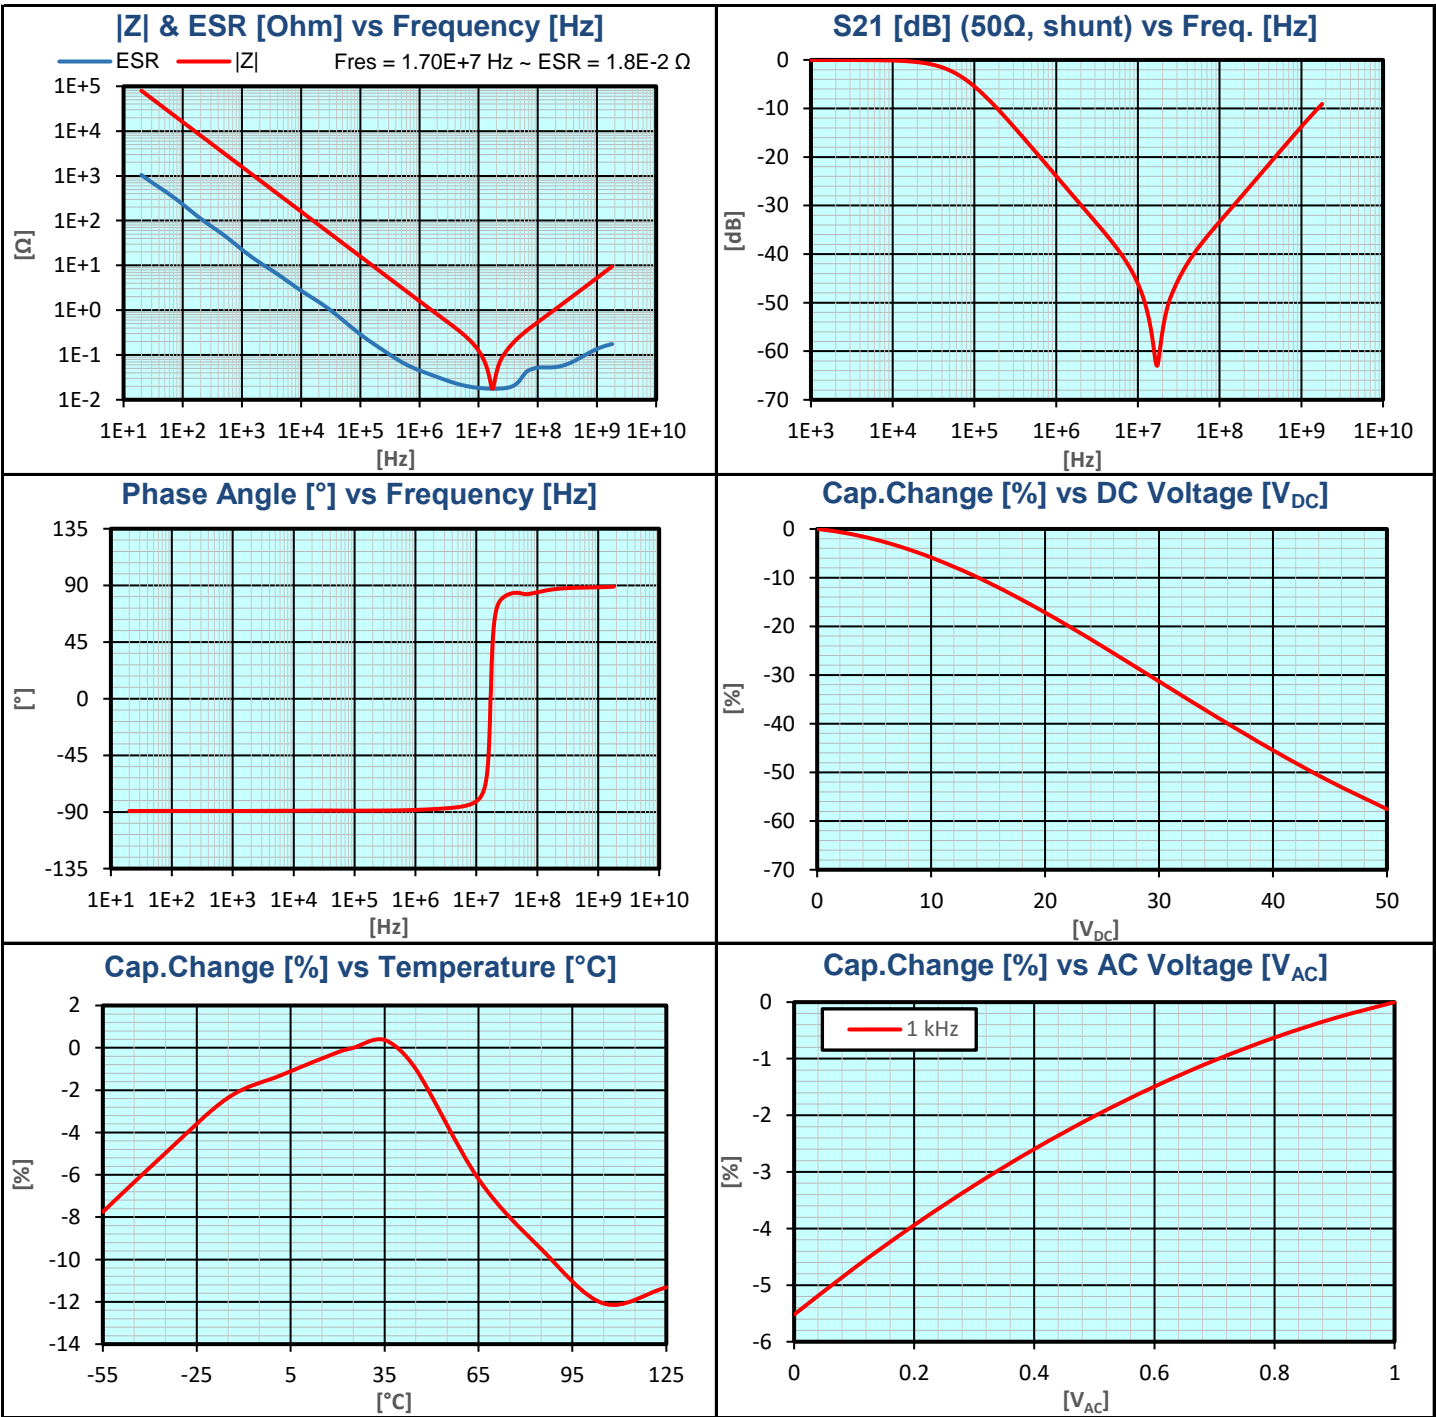 |Z| & ESR [Ohm] vs Frequency [Hz]
ESR |Z| Fres = 1.70E+7 Hz ~ ESR = 1.8E-2 Ω
1E+5
1E+4
1E+3
1E+2
1E+1
1E+0
1E-1
1E-2
[Ω]
1E+1 1E+2 1E+3 1E+4 1E+5 1E+6 1E+7 1E+8 1E+9 1E+10
[Hz]
S21 [dB] (50Ω, shunt) vs Freq. [Hz]
0
-10
-20
-30
-40
-50
-60
-70
[dB]
1E+3 1E+4 1E+5 1E+6 1E+7 1E+8 1E+9 1E+10
[Hz]
Phase Angle [°] vs Frequency [Hz]
135
90
45
0
-45
-90
-135
[°]
1E+1 1E+2 1E+3 1E+4 1E+5 1E+6 1E+7 1E+8 1E+9 1E+10
[Hz]
Cap.Change [%] vs DC Voltage [VDC]
0
-10
-20
-30
-40
-50
-60
-70
[%]
0 10 20 30 40 50
[VDC]
Cap.Change [%] vs Temperature [°C]
2
0
-2
-4
-6
-8
-10
-12
-14
[%]
-55 -25 5 35 65 95 125
[°C]
Cap.Change [%] vs AC Voltage [VAC]
1 kHz
0
-1
-2
-3
-4
-5
-6
[%]
0 0.2 0.4 0.6 0.8 1
[VAC]